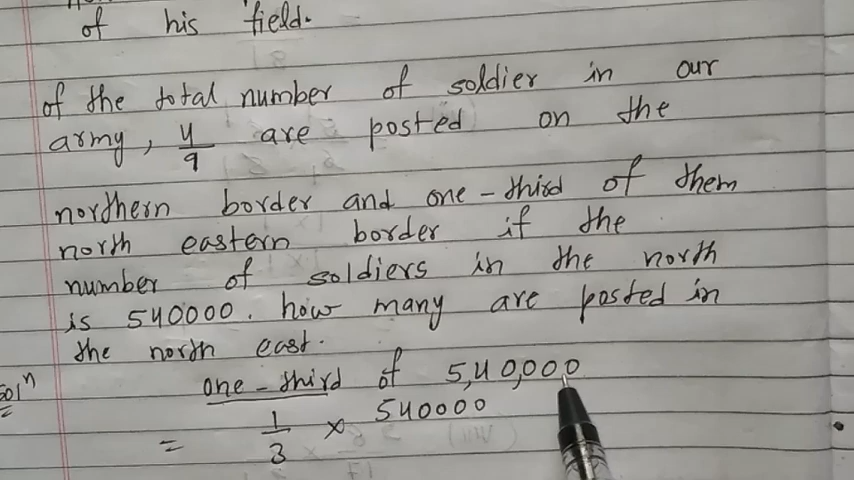 of his field.
of the total number of soldier in our
army, 4/9 are posted on the
northern border and one-third of them
north eastern border if the
number of soldiers in the north
is 540000. how many are posted in
the north east.
Solⁿ one-third of 5,40,000
= 1/3 × 540000